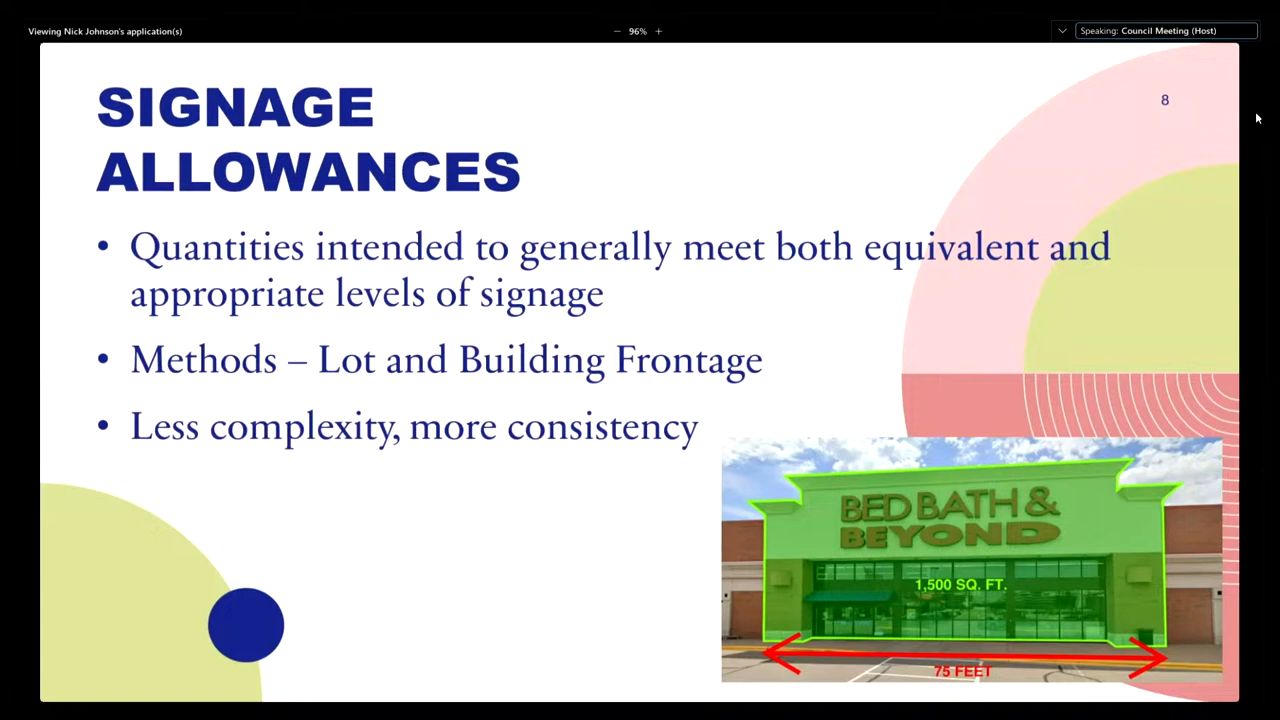 Viewing Nick Johnson's application(s)
− 96% +
Speaking: Council Meeting (Host)
8
SIGNAGE
ALLOWANCES
• Quantities intended to generally meet both equivalent and
appropriate levels of signage
• Methods – Lot and Building Frontage
• Less complexity, more consistency
BED BATH &
BEYOND
1,500 SQ. FT.
75 FEET